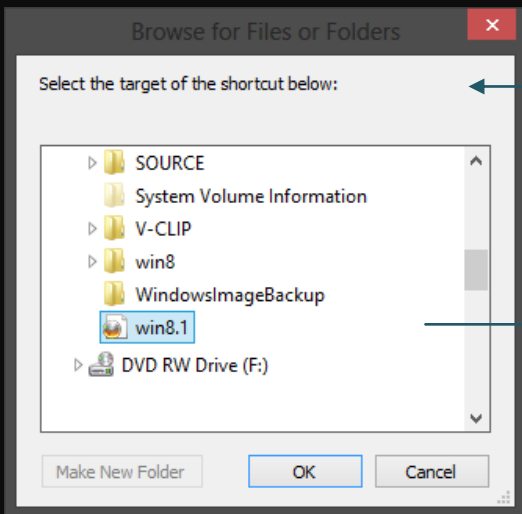 Browse for Files or Folders
Select the target of the shortcut below:
SOURCE
System Volume Information
V-CLIP
win8
WindowsImageBackup
win8.1
DVD RW Drive (F:)
Make New Folder
OK
Cancel